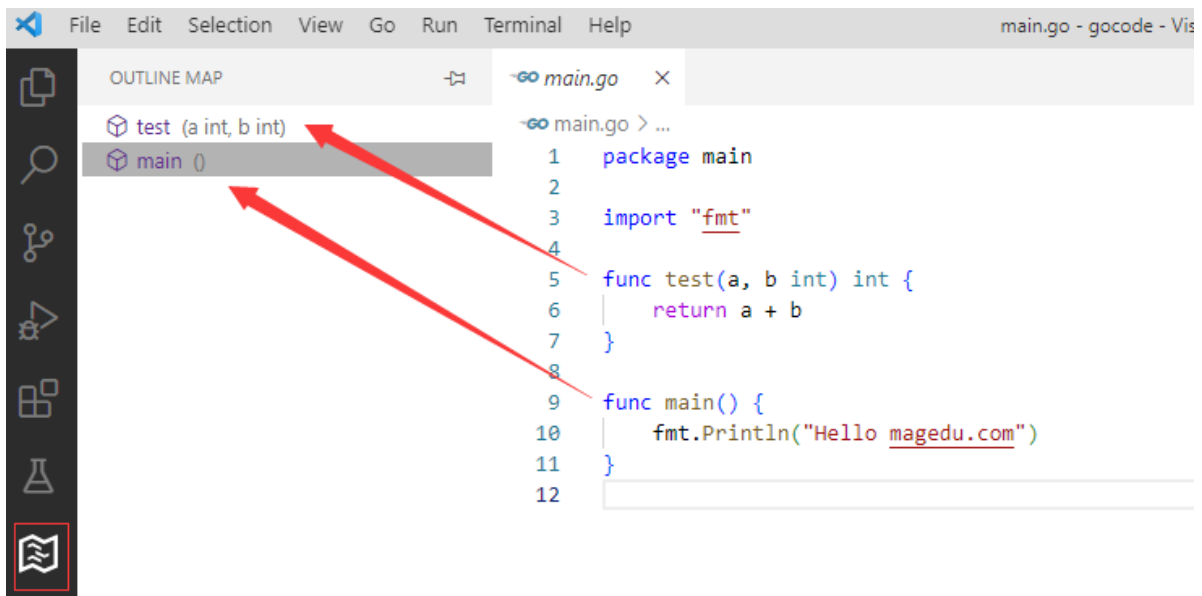 File Edit Selection View Go Run Terminal Help main.go - gocode - Vis
OUTLINE MAP
test (a int, b int)
main ()
GO main.go ×
GO main.go > ...
1 package main
2
3 import "fmt"
4
5 func test(a, b int) int {
6 return a + b
7 }
8
9 func main() {
10 fmt.Println("Hello magedu.com")
11 }
12